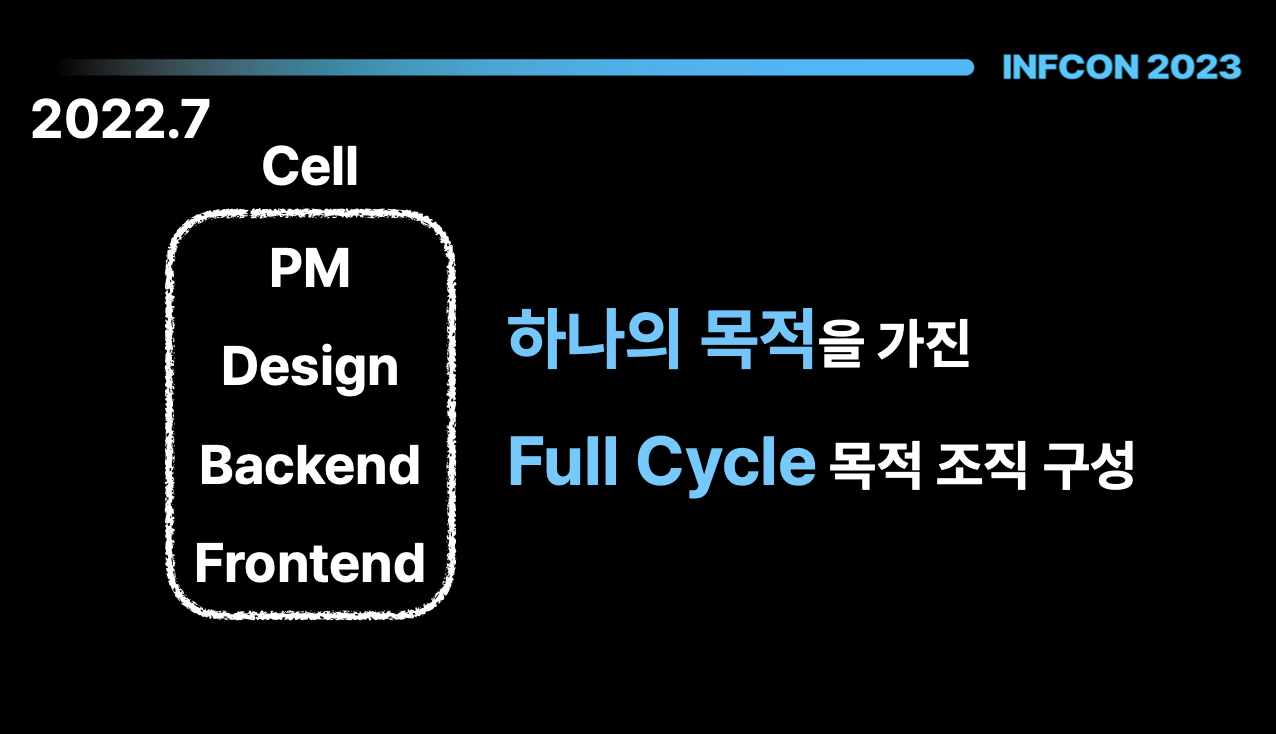 INFCON 2023
2022.7
Cell
PM
Design
Backend
Frontend
하나의 목적을 가진
Full Cycle 목적 조직 구성